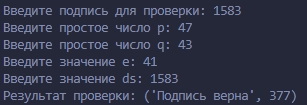 Введите подпись для проверки: 1583
Введите простое число p: 47
Введите простое число q: 43
Введите значение e: 41
Введите значение ds: 1583
Результат проверки: ('Подпись верна', 377)